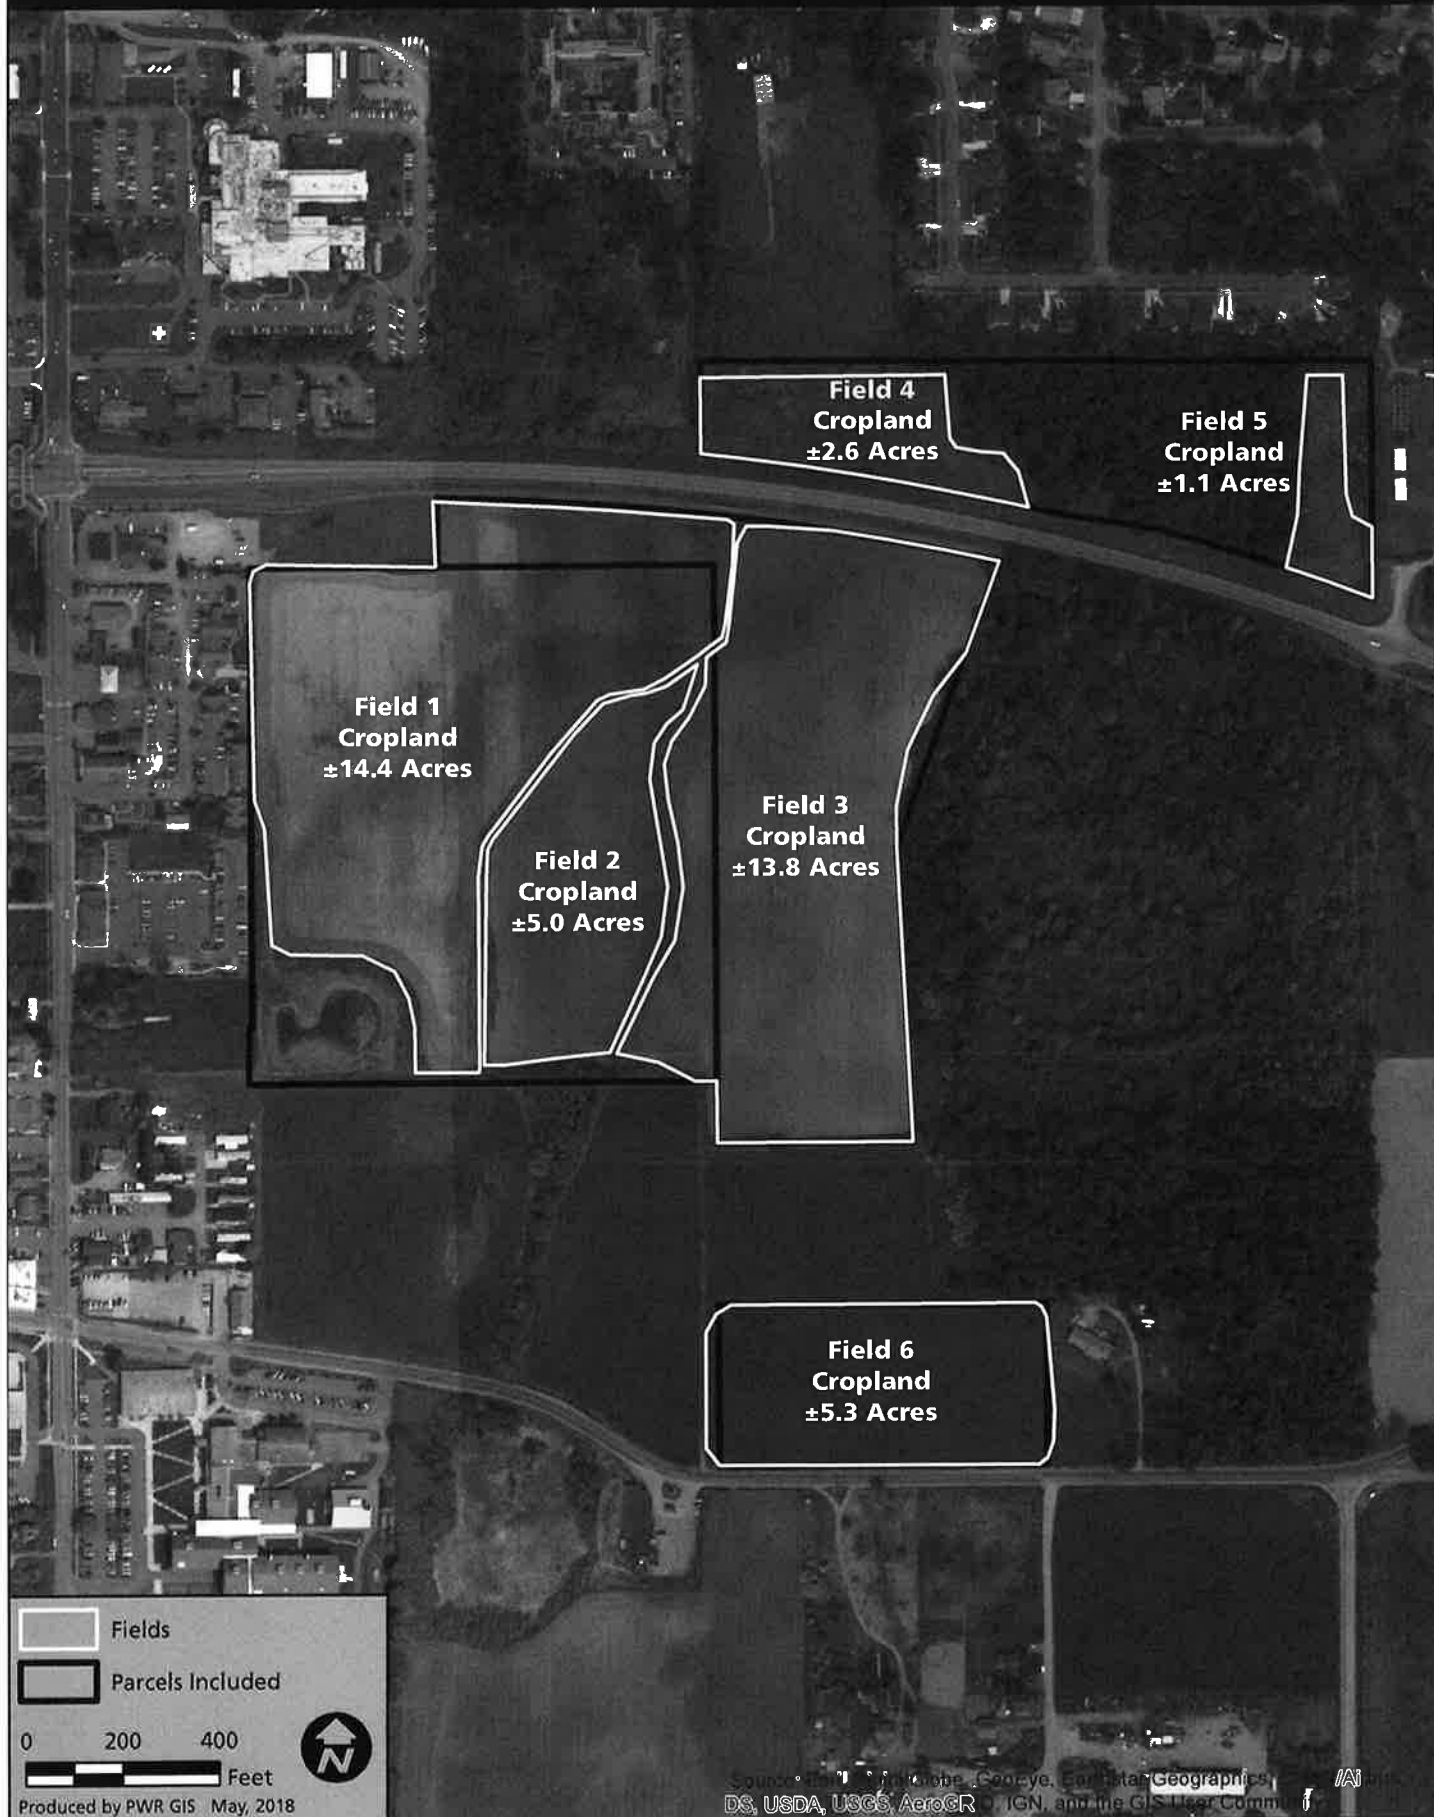 Field 4
Cropland
±2.6 Acres
Field 5
Cropland
±1.1 Acres
Field 1
Cropland
±14.4 Acres
Field 3
Cropland
±13.8 Acres
Field 2
Cropland
±5.0 Acres
Field 6
Cropland
±5.3 Acres
Fields
Parcels Included
0 200 400
Feet
N
Produced by PWR GIS May, 2018
GeoEye, Earthstar Geographics,
DS, USDA, USGS, AeroGRID, IGN, and the GIS User Community